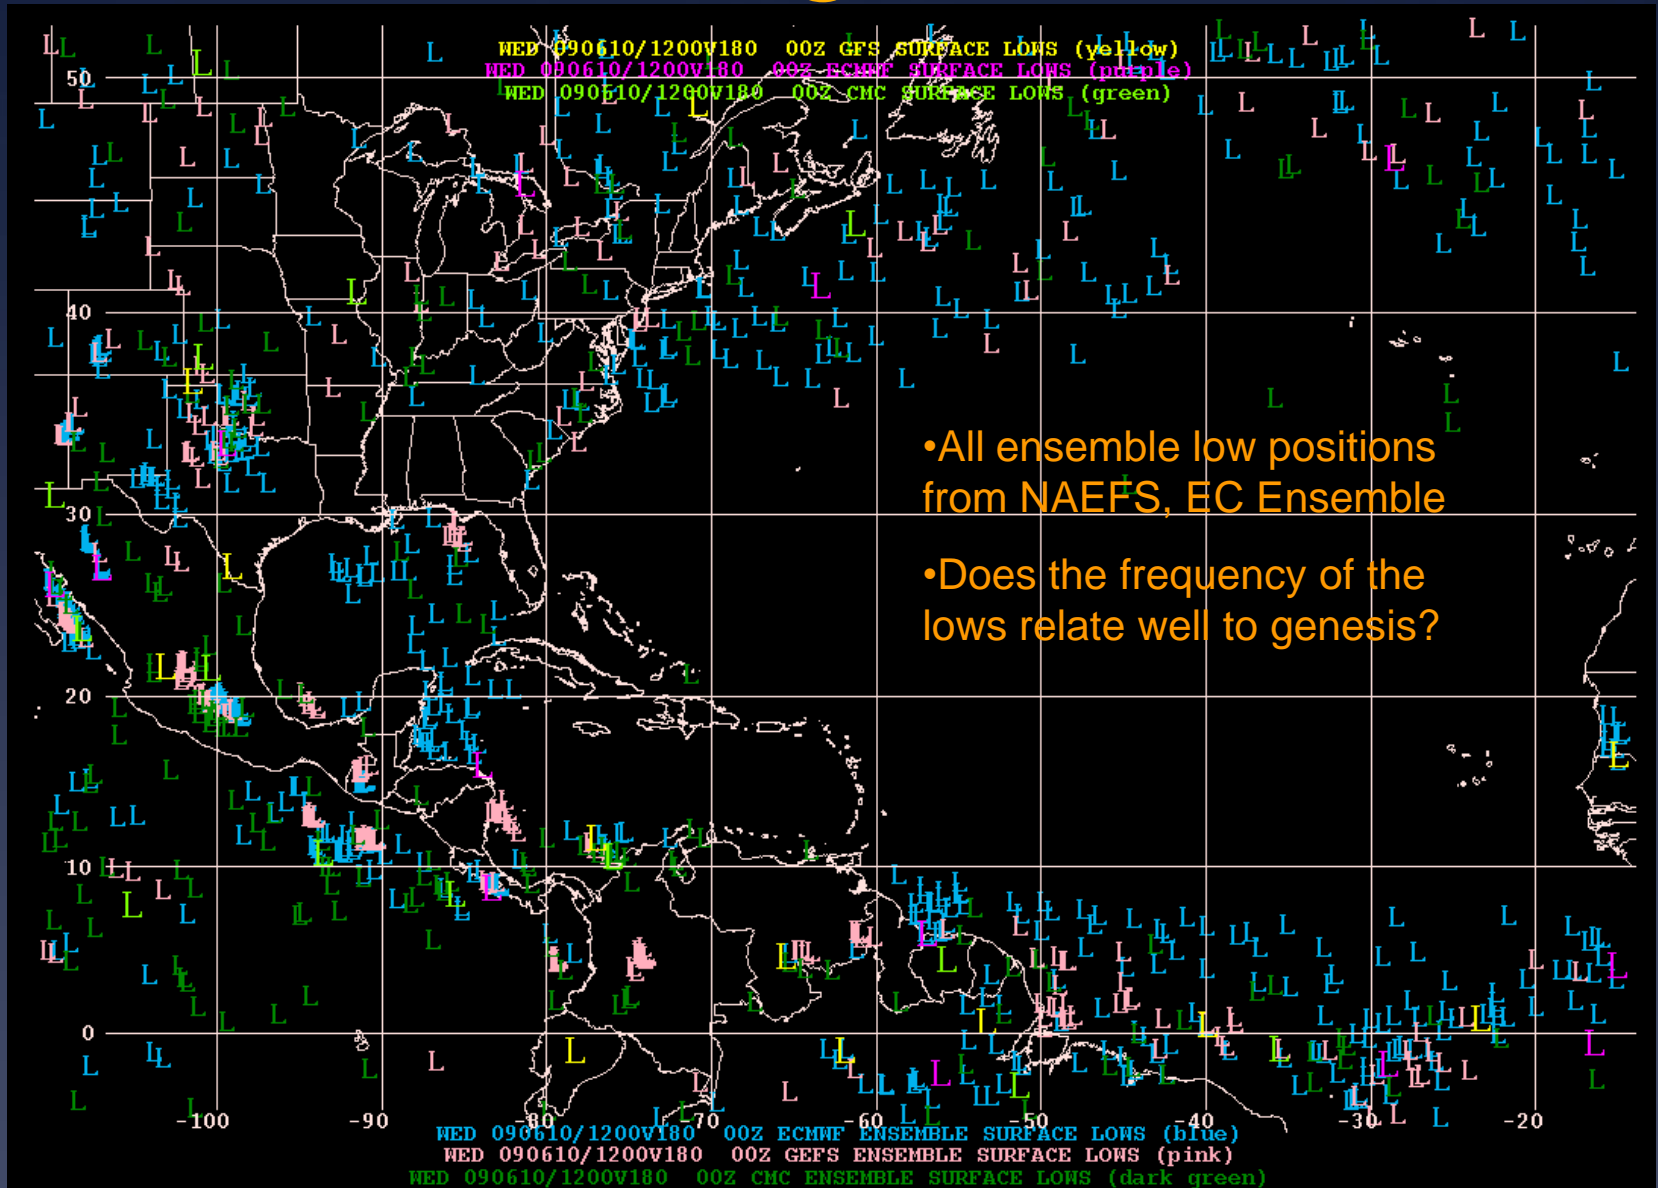 WED 090610/1200V180 00Z GFS SURFACE LOWS (yellow)
WED 090610/1200V180 00Z ECMWF SURFACE LOWS (purple)
WED 090610/1200V180 00Z CMC SURFACE LOWS (green)
50
40
30
20
10
0
•All ensemble low positions
from NAEFS, EC Ensemble
•Does the frequency of the
lows relate well to genesis?
-100 -90 -80 -70 -60 -50 -40 -30 -20
WED 090610/1200V180 00Z ECMWF ENSEMBLE SURFACE LOWS (blue)
WED 090610/1200V180 00Z GEFS ENSEMBLE SURFACE LOWS (pink)
WED 090610/1200V180 00Z CMC ENSEMBLE SURFACE LOWS (dark green)